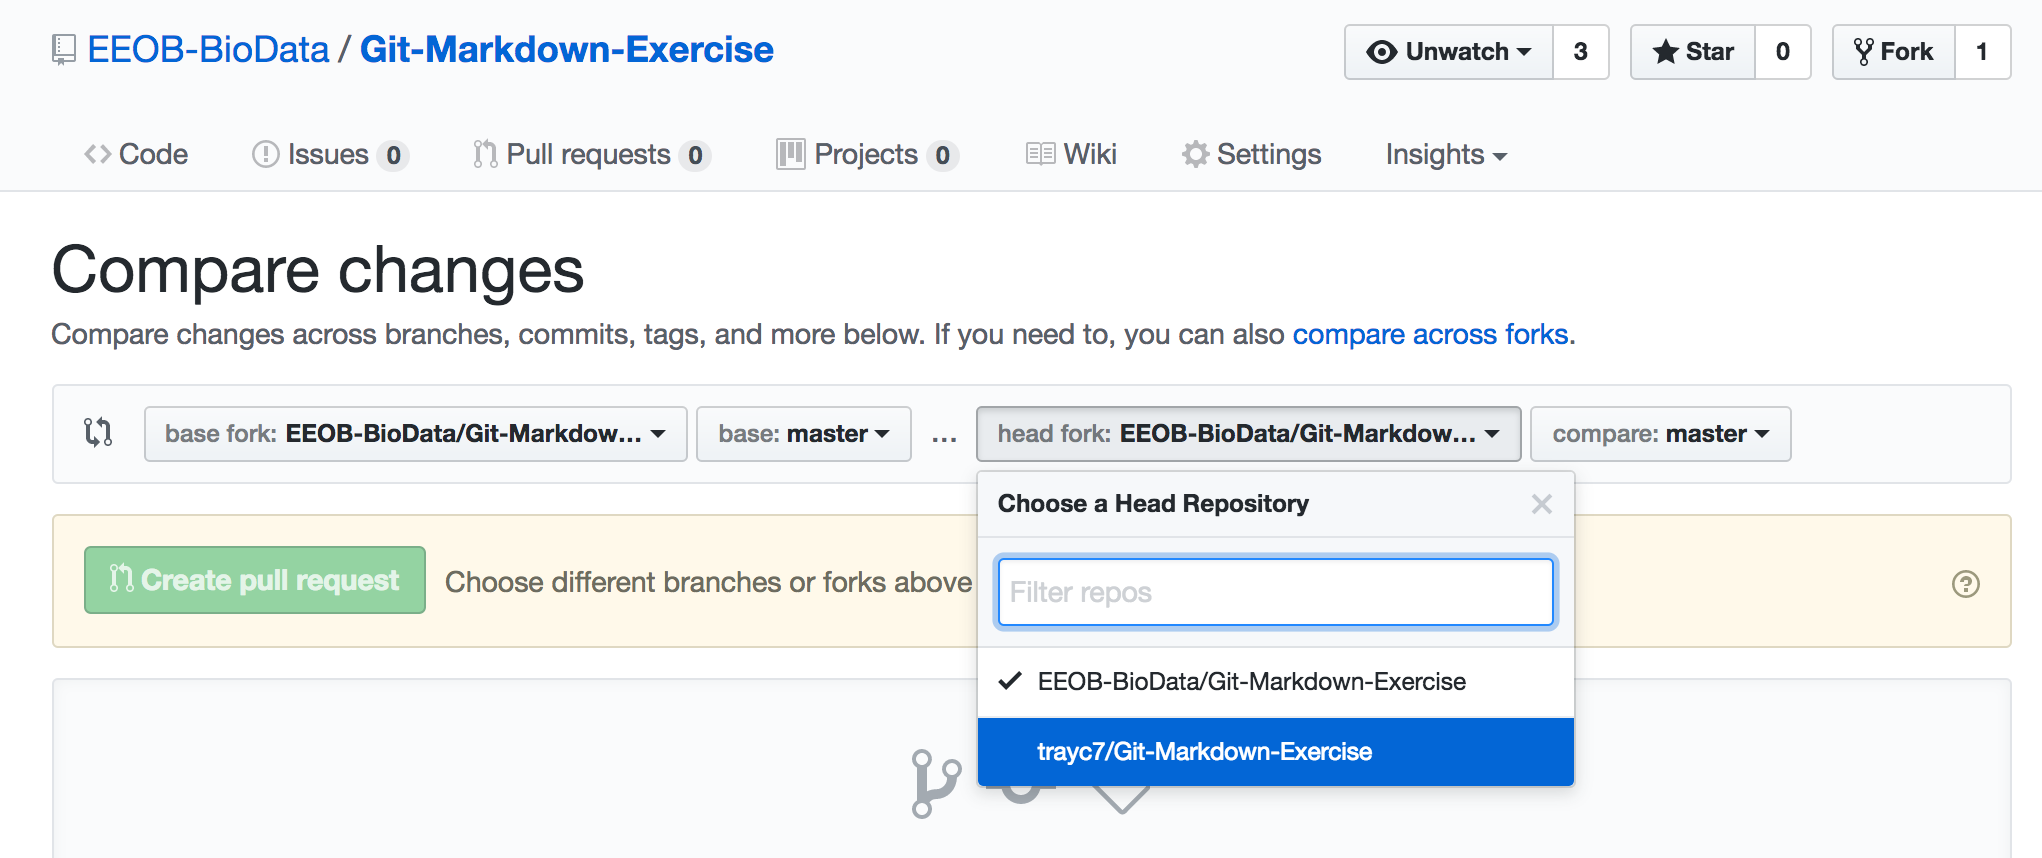 EEOB-BioData / Git-Markdown-Exercise
Unwatch 3 Star 0 Fork 1
Code Issues 0 Pull requests 0 Projects 0 Wiki Settings Insights
Compare changes
Compare changes across branches, commits, tags, and more below. If you need to, you can also compare across forks.
base fork: EEOB-BioData/Git-Markdow... base: master ... head fork: EEOB-BioData/Git-Markdow... compare: master
Choose a Head Repository
Create pull request Choose different branches or forks above
Filter repos
EEOB-BioData/Git-Markdown-Exercise
trayc7/Git-Markdown-Exercise